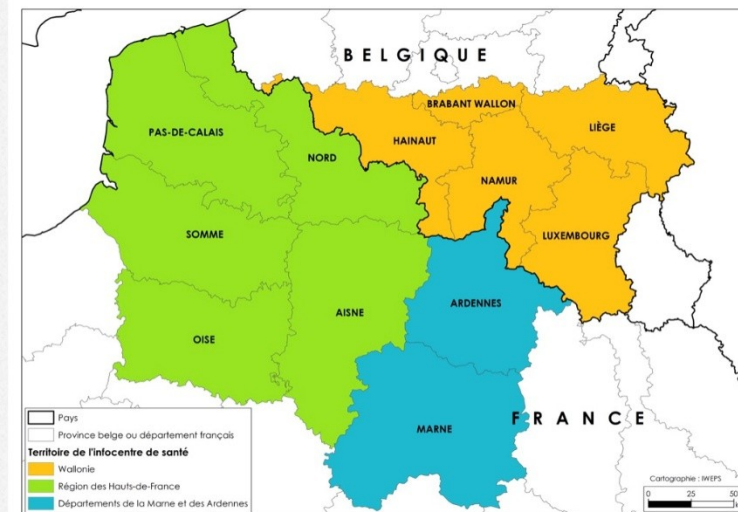 BELGIQUE
BRABANT WALLON
LIÈGE
PAS-DE-CALAIS
HAINAUT
NORD
NAMUR
SOMME
LUXEMBOURG
ARDENNES
AISNE
OISE
FRANCE
MARNE
Pays
Province belge ou département français
Territoire de l'infocentre de santé
Wallonie
Région des Hauts-de-France
Départements de la Marne et des Ardennes
Cartographie : IWEPS
0 25 50